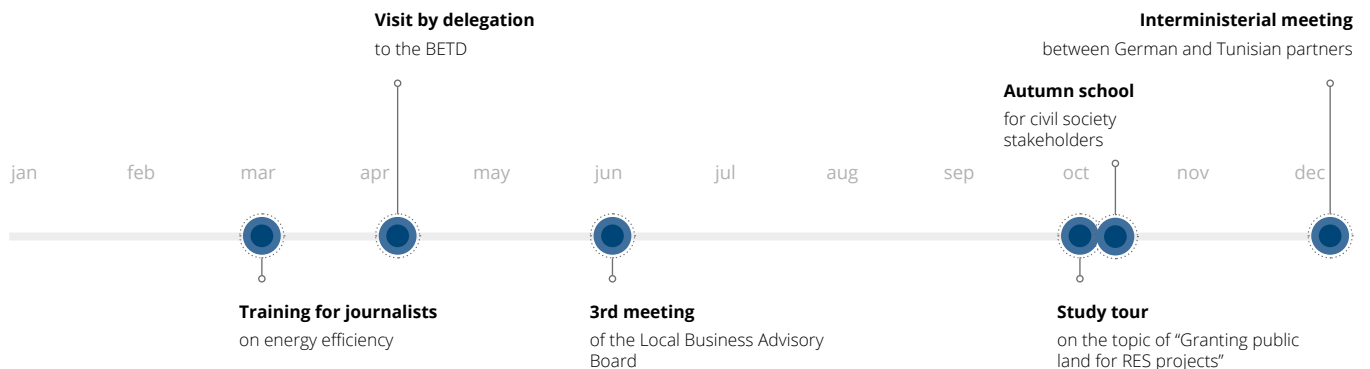 Visit by delegation
to the BETD
Interministerial meeting
between German and Tunisian partners
Autumn school
for civil society
stakeholders
jan feb mar apr may jun jul aug sep oct nov dec
Training for journalists
on energy efficiency
3rd meeting
of the Local Business Advisory
Board
Study tour
on the topic of “Granting public
land for RES projects”